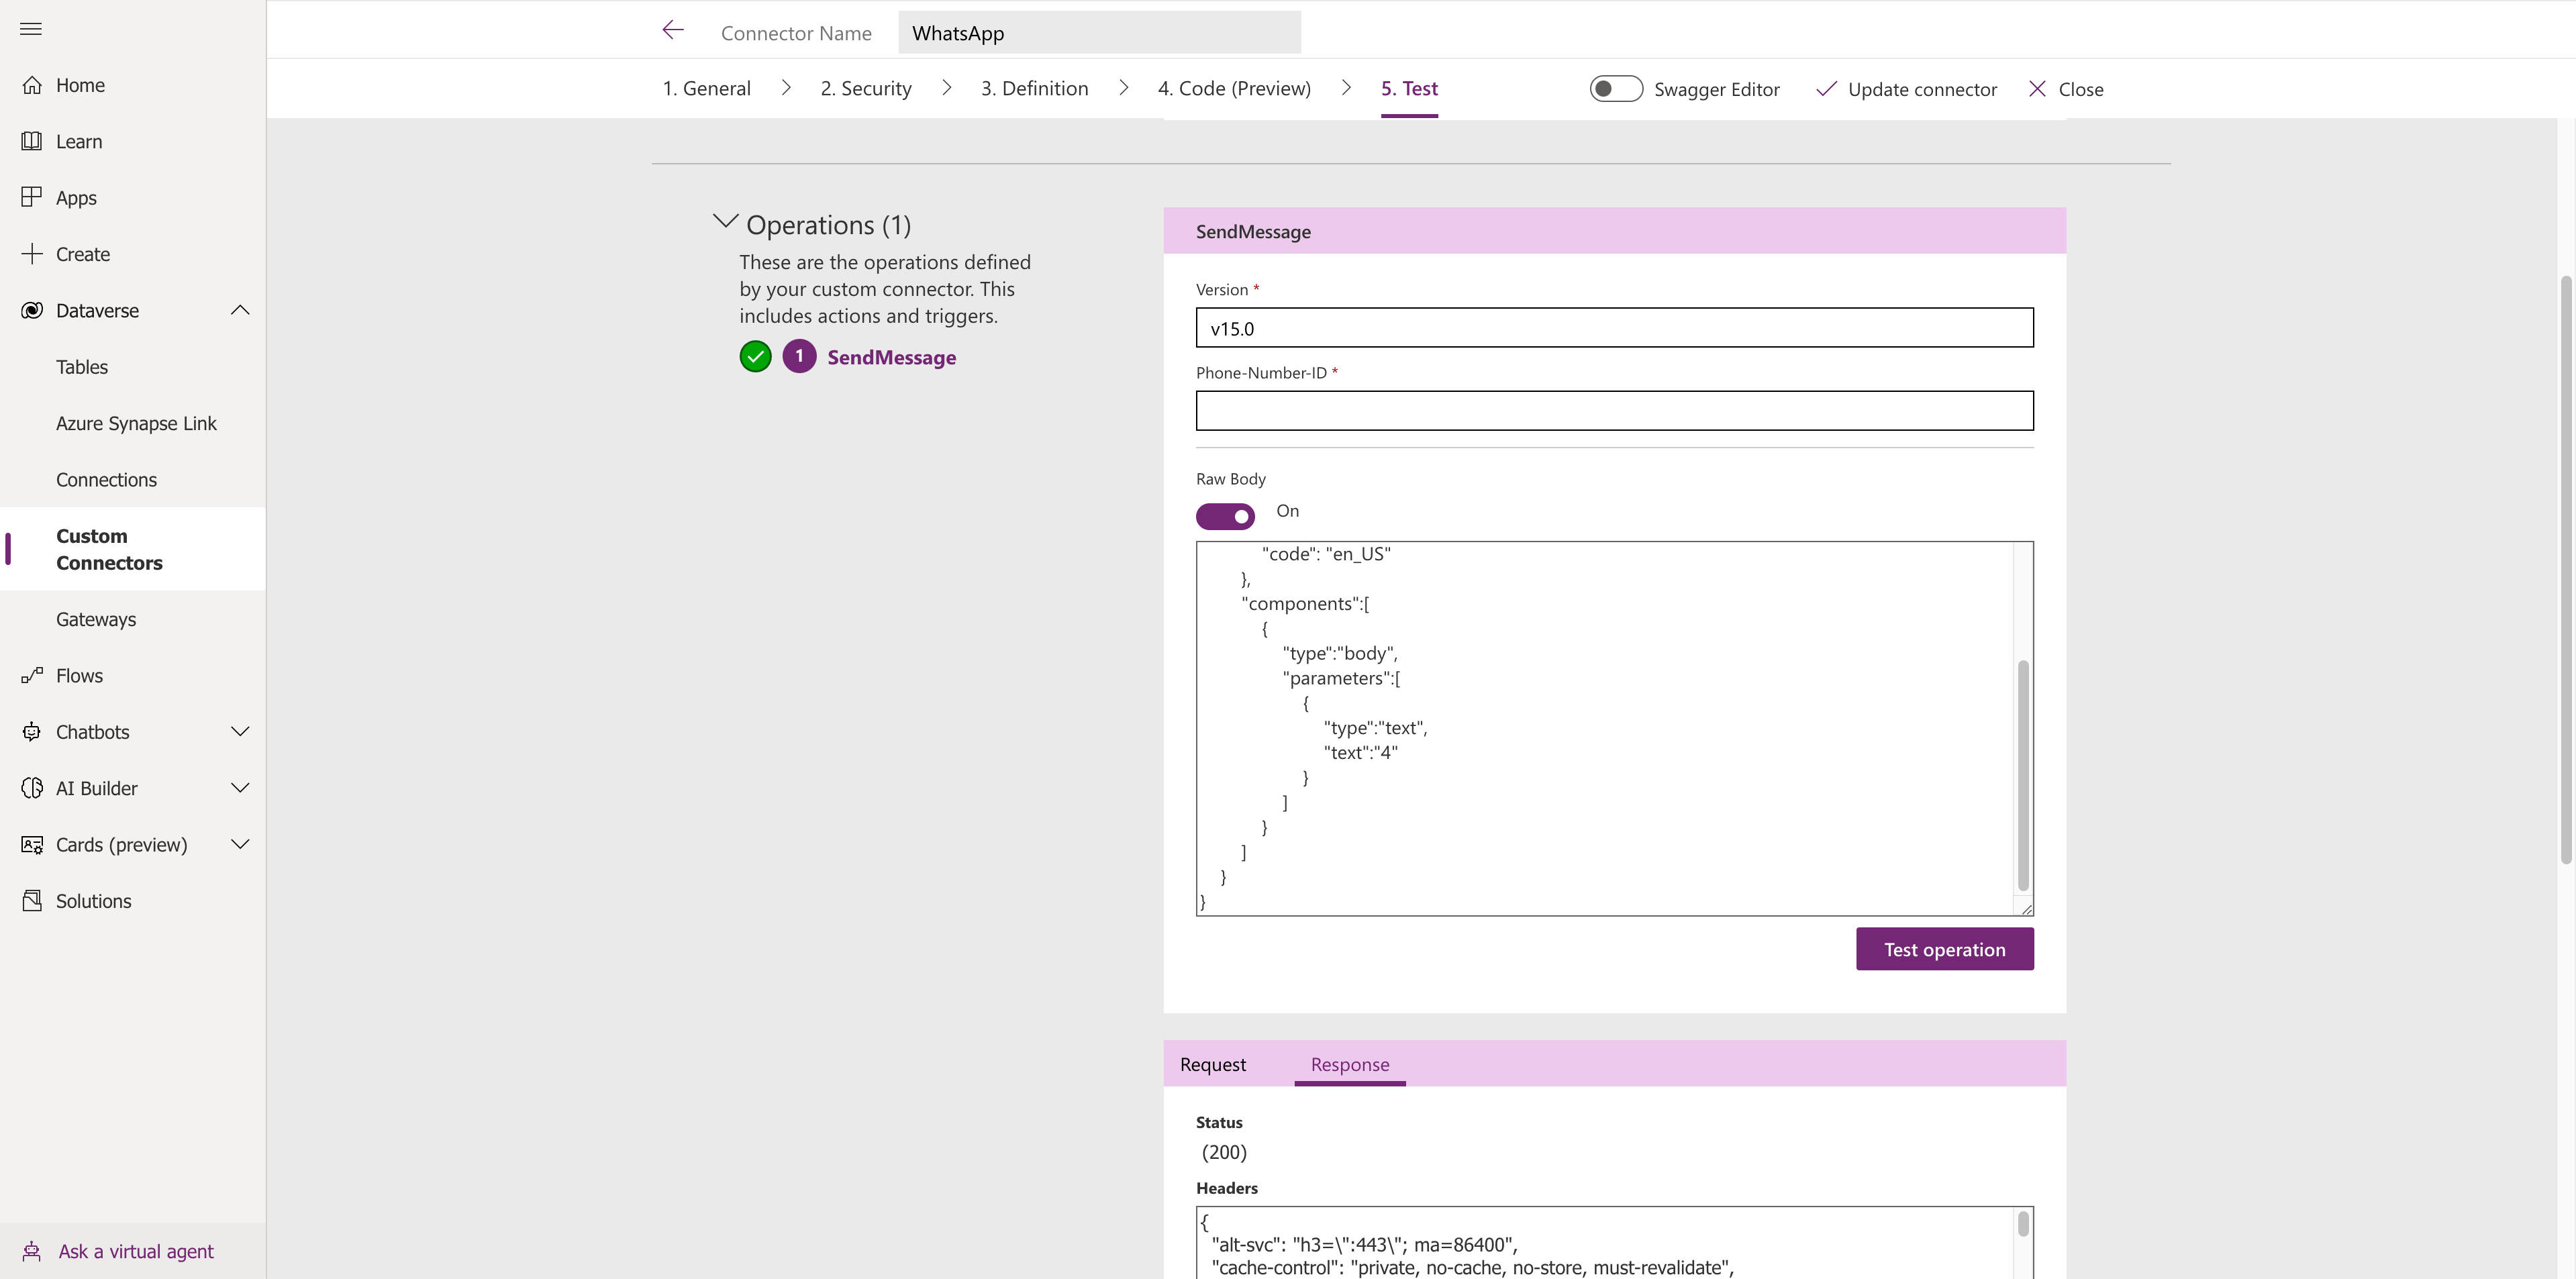 Connector Name
WhatsApp
1. General
2. Security
3. Definition
4. Code (Preview)
5. Test
Swagger Editor
Update connector
Close
Home
Learn
Apps
Create
Dataverse
Tables
Azure Synapse Link
Connections
Custom
Connectors
Gateways
Flows
Chatbots
AI Builder
Cards (preview)
Solutions
Ask a virtual agent
Operations (1)
These are the operations defined
by your custom connector. This
includes actions and triggers.
1 SendMessage
SendMessage
Version *
v15.0
Phone-Number-ID *
Raw Body
On
"code": "en_US"
},
"components":[
{
"type":"body",
"parameters":[
{
"type":"text",
"text":"4"
}
]
}
]
}
}
Test operation
Request
Response
Status
(200)
Headers
{
"alt-svc": "h3=\":443\"; ma=86400",
"cache-control": "private, no-cache, no-store, must-revalidate",